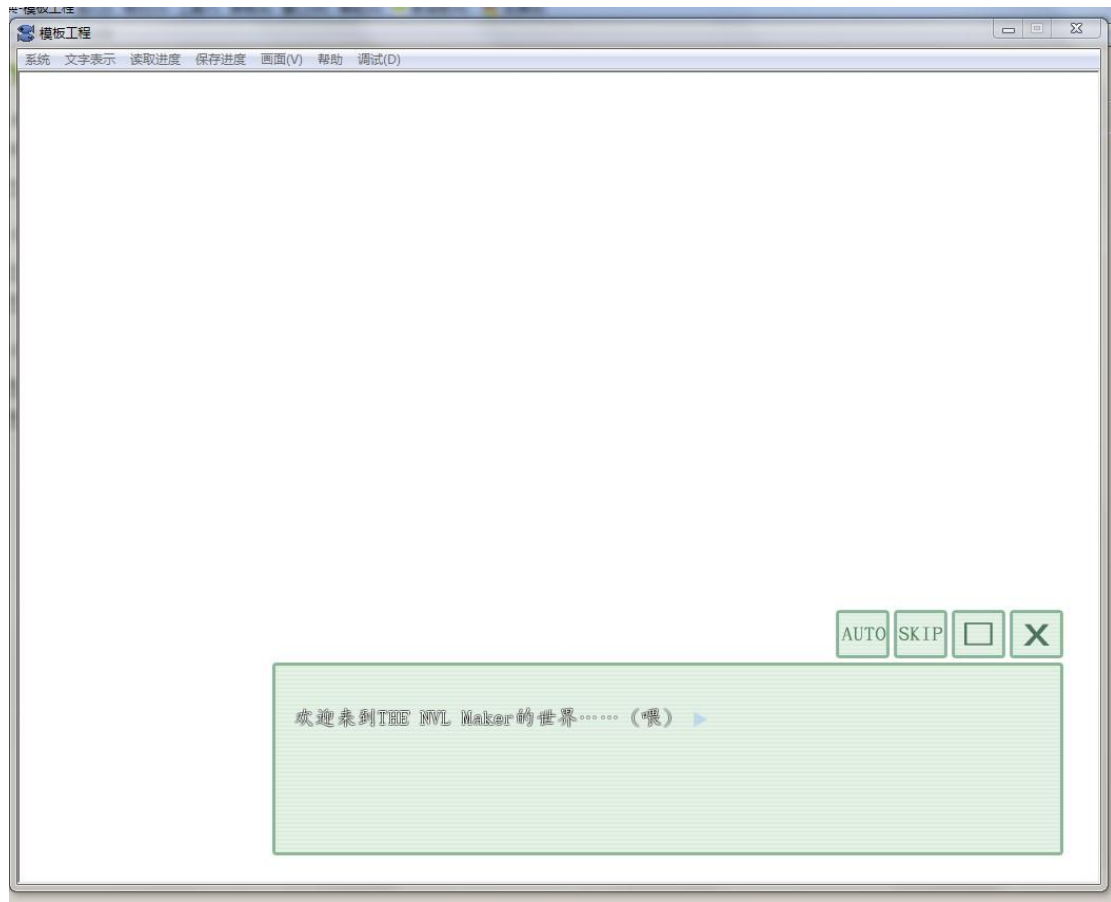 模板工程
系统 文字表示 读取进度 保存进度 画面(V) 帮助 调试(D)
AUTO SKIP
欢迎来到THE NVL Maker的世界……(喂)